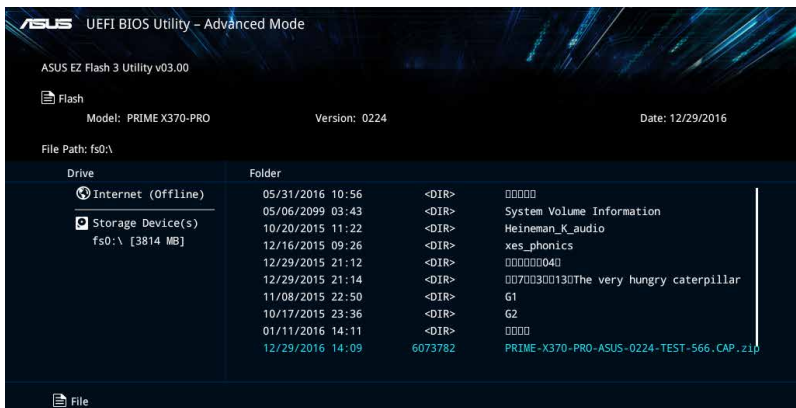 ASUS UEFI BIOS Utility – Advanced Mode
ASUS EZ Flash 3 Utility v03.00
Flash
Model: PRIME X370-PRO Version: 0224 Date: 12/29/2016
File Path: fs0:\
Drive Folder
Internet (Offline) 05/31/2016 10:56 <DIR> □□□□□
05/06/2099 03:43 <DIR> System Volume Information
Storage Device(s) 10/20/2015 11:22 <DIR> Heineman_K_audio
fs0:\ [3814 MB] 12/16/2015 09:26 <DIR> xes_phonics
12/29/2015 21:12 <DIR> □□□□□□04□
12/29/2015 21:14 <DIR> □□7□□3□□13□The very hungry caterpillar
11/08/2015 22:50 <DIR> G1
10/17/2015 23:36 <DIR> G2
01/11/2016 14:11 <DIR> □□□□
12/29/2016 14:09 6073782 PRIME-X370-PRO-ASUS-0224-TEST-566.CAP.zip
File